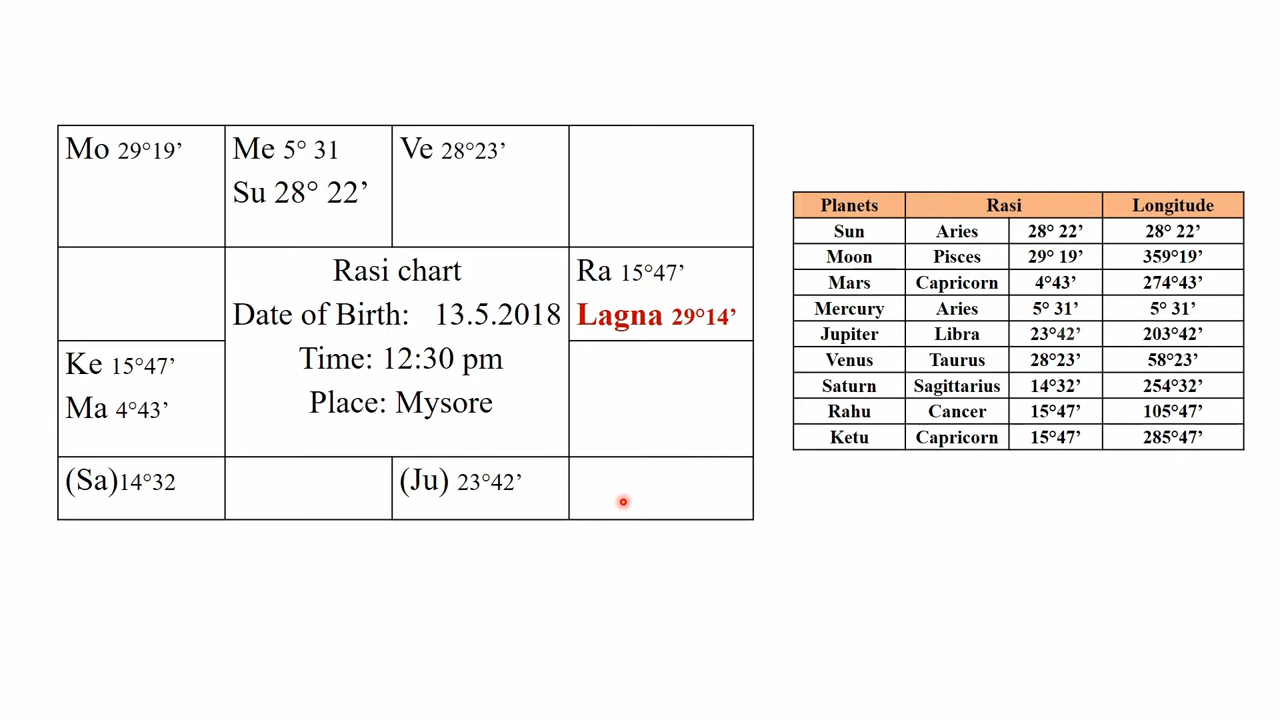 Mo 29°19’
Me 5° 31
Su 28° 22’
Ve 28°23’
Rasi chart
Date of Birth: 13.5.2018
Time: 12:30 pm
Place: Mysore
Ra 15°47’
Lagna 29°14’
Ke 15°47’
Ma 4°43’
(Sa)14°32
(Ju) 23°42’
Planets Rasi Longitude
Sun Aries 28° 22’ 28° 22’
Moon Pisces 29° 19’ 359°19’
Mars Capricorn 4°43’ 274°43’
Mercury Aries 5° 31’ 5° 31’
Jupiter Libra 23°42’ 203°42’
Venus Taurus 28°23’ 58°23’
Saturn Sagittarius 14°32’ 254°32’
Rahu Cancer 15°47’ 105°47’
Ketu Capricorn 15°47’ 285°47’